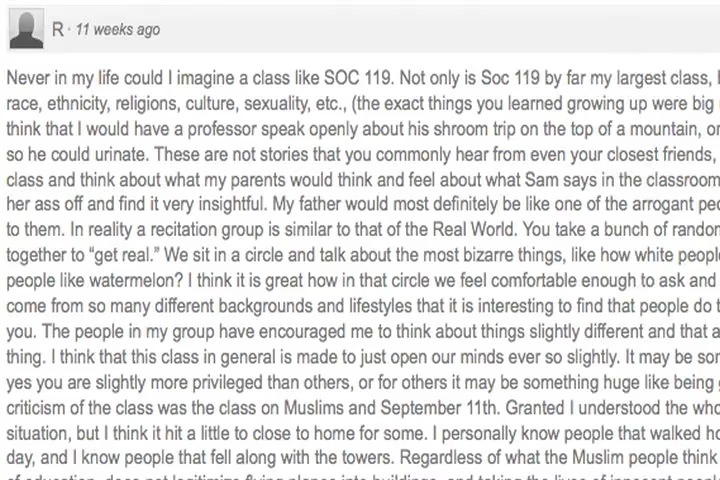 R · 11 weeks ago
Never in my life could I imagine a class like SOC 119. Not only is Soc 119 by far my largest class,
race, ethnicity, religions, culture, sexuality, etc., (the exact things you learned growing up were big
think that I would have a professor speak openly about his shroom trip on the top of a mountain, or
so he could urinate. These are not stories that you commonly hear from even your closest friends,
class and think about what my parents would think and feel about what Sam says in the classroom
her ass off and find it very insightful. My father would most definitely be like one of the arrogant
to them. In reality a recitation group is similar to that of the Real World. You take a bunch of
together to “get real.” We sit in a circle and talk about the most bizarre things, like how white
people like watermelon? I think it is great how in that circle we feel comfortable enough to ask and
come from so many different backgrounds and lifestyles that it is interesting to find that people do
you. The people in my group have encouraged me to think about things slightly different and that
thing. I think that this class in general is made to just open our minds ever so slightly. It may be
yes you are slightly more privileged than others, or for others it may be something huge like being
criticism of the class was the class on Muslims and September 11th. Granted I understood the
situation, but I think it hit a little to close to home for some. I personally know people that walked
day, and I know people that fell along with the towers. Regardless of what the Muslim people think